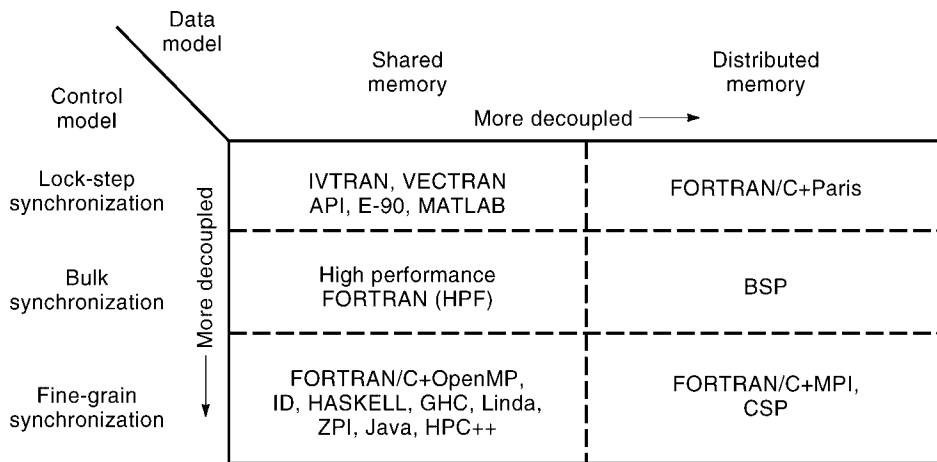 Data
model
Shared
memory
Distributed
memory
Control
model
More decoupled
Lock-step
synchronization
IVTRAN, VECTRAN
API, E-90, MATLAB
FORTRAN/C+Paris
More decoupled
Bulk
synchronization
High performance
FORTRAN (HPF)
BSP
Fine-grain
synchronization
FORTRAN/C+OpenMP,
ID, HASKELL, GHC, Linda,
ZPI, Java, HPC++
FORTRAN/C+MPI,
CSP